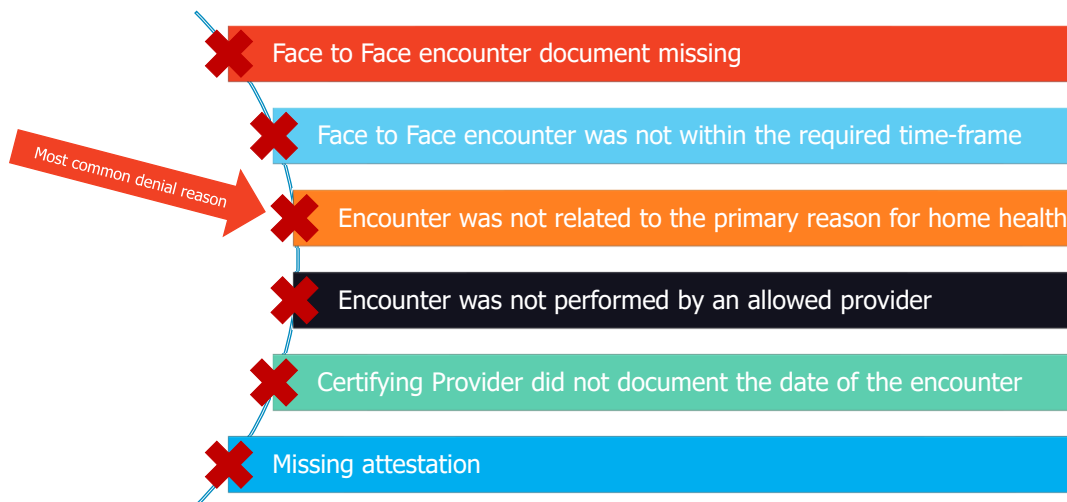 Face to Face encounter document missing
Face to Face encounter was not within the required time-frame
Most common denial reason
Encounter was not related to the primary reason for home health
Encounter was not performed by an allowed provider
Certifying Provider did not document the date of the encounter
Missing attestation